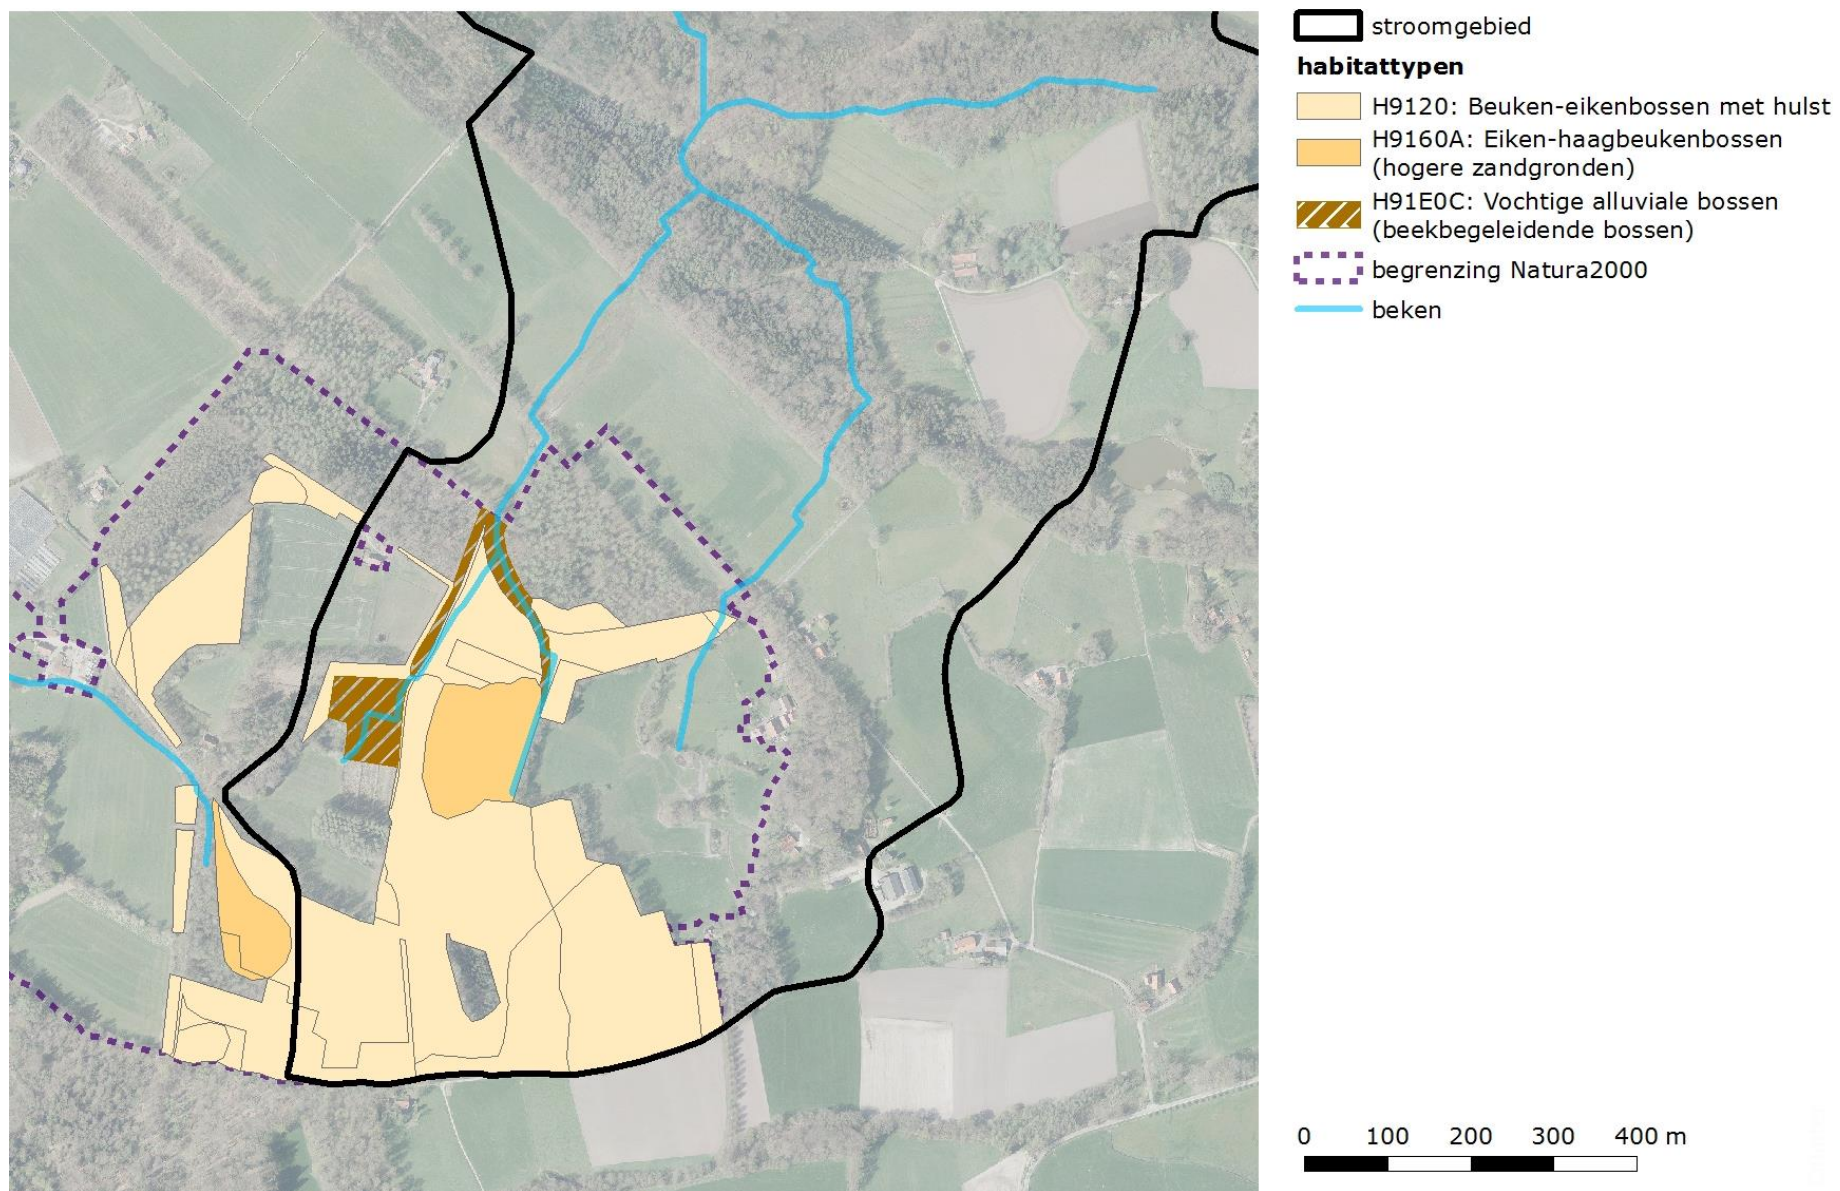 stroomgebied
habitattypen
H9120: Beuken-eikenbossen met hulst
H9160A: Eiken-haagbeukenbossen
(hogere zandgronden)
H91E0C: Vochtige alluviale bossen
(beekbegeleidende bossen)
begrenzing Natura2000
beken
0 100 200 300 400 m